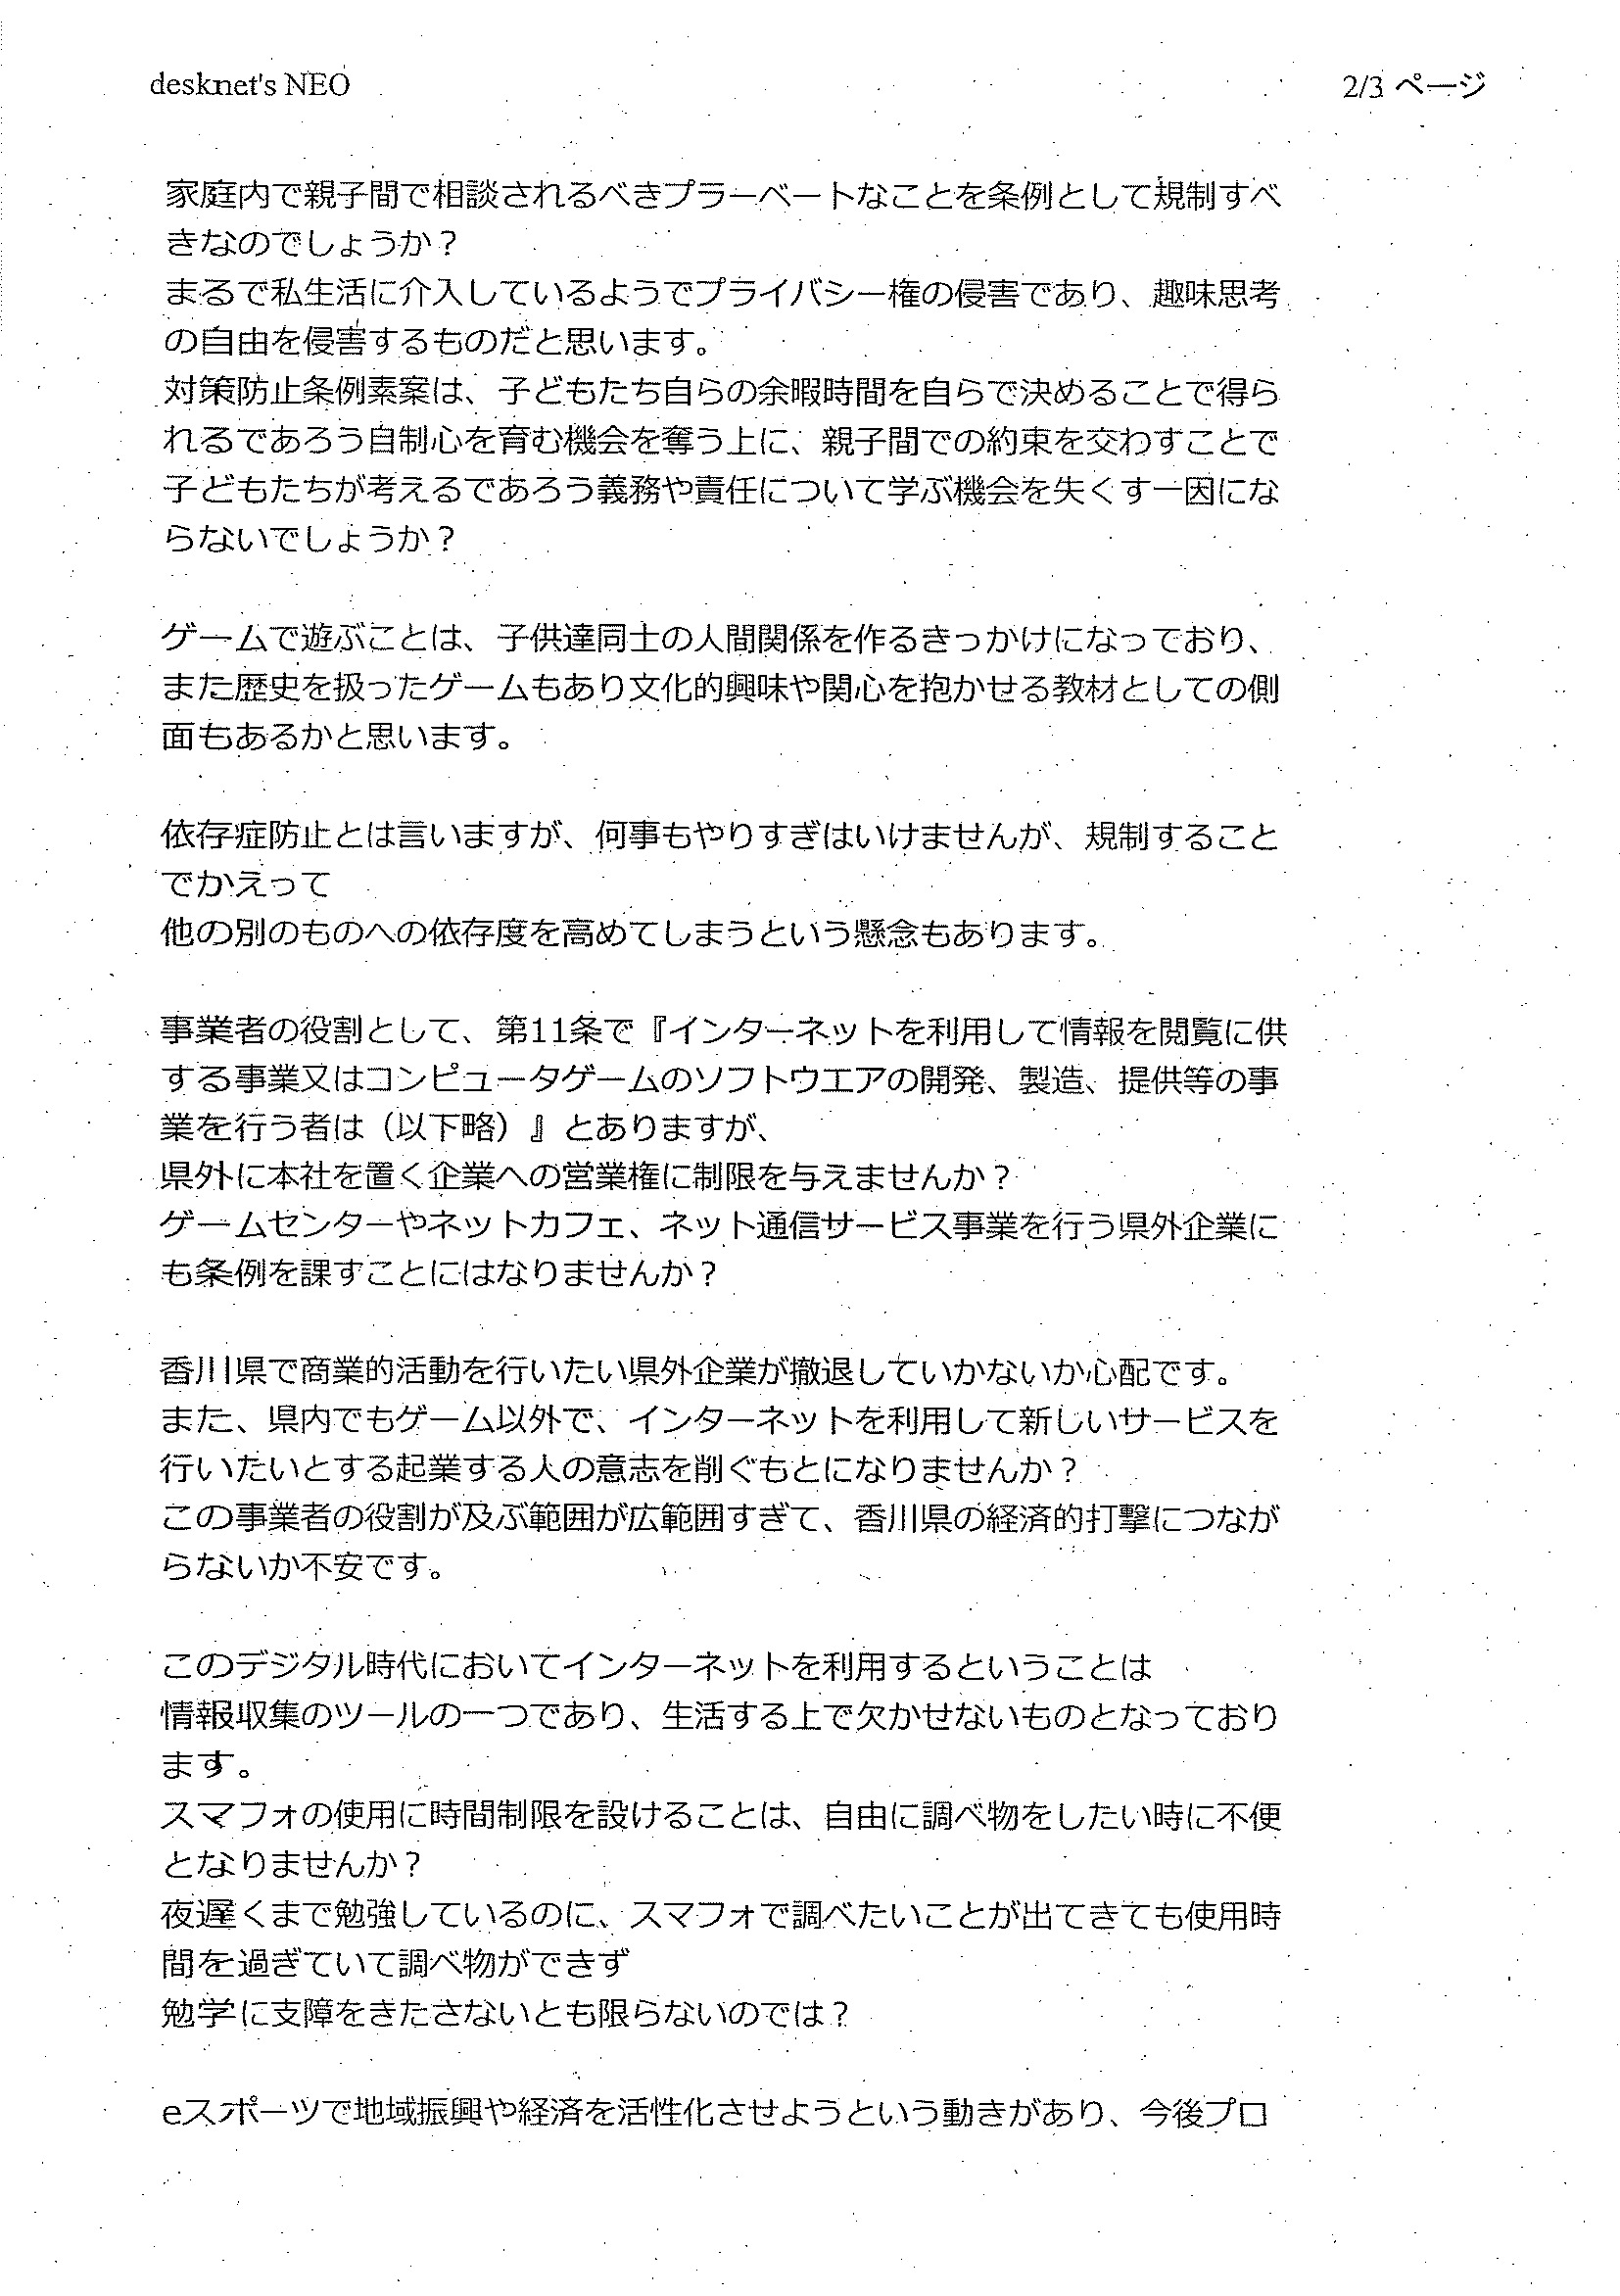 desknet's NEO
2/3 ページ
家庭内で親子間で相談されるべきプラーベートなことを条例として規制すべ
きなのでしょうか？
まるで私生活に介入しているようでプライバシー権の侵害であり、趣味思考
の自由を侵害するものだと思います。
対策防止条例素案は、子どもたち自らの余暇時間を自らで決めることで得ら
れるであろう自制心を育む機会を奪う上に、親子間での約束を交わすことで
子どもたちが考えるであろう義務や責任について学ぶ機会を失くす一因にな
らないでしょうか？
ゲームで遊ぶことは、子供達同士の人間関係を作るきっかけになっており、
また歴史を扱ったゲームもあり文化的興味や関心を抱かせる教材としての側
面もあるかと思います。
依存症防止とは言いますが、何事もやりすぎはいけませんが、規制すること
でかえって
他の別のものへの依存度を高めてしまうという懸念もあります。
事業者の役割として、第11条で『インターネットを利用して情報を閲覧に供
する事業又はコンピュータゲームのソフトウエアの開発、製造、提供等の事
業を行う者は（以下略）』とありますが、
県外に本社を置く企業への営業権に制限を与えませんか？
ゲームセンターやネットカフェ、ネット通信サービス事業を行う県外企業に
も条例を課すことにはなりませんか？
香川県で商業的活動を行いたい県外企業が撤退していかないか心配です。
また、県内でもゲーム以外で、インターネットを利用して新しいサービスを
行いたいとする起業する人の意志を削ぐもとになりませんか？
この事業者の役割が及ぶ範囲が広範囲すぎて、香川県の経済的打撃につなが
らないか不安です。
このデジタル時代においてインターネットを利用するということは
情報収集のツールの一つであり、生活する上で欠かせないものとなっており
ます。
スマフォの使用に時間制限を設けることは、自由に調べ物をしたい時に不便
となりませんか？
夜遅くまで勉強しているのに、スマフォで調べたいことが出てきても使用時
間を過ぎていて調べ物ができず
勉学に支障をきたさないとも限らないのでは？
eスポーツで地域振興や経済を活性化させようという動きがあり、今後プロ